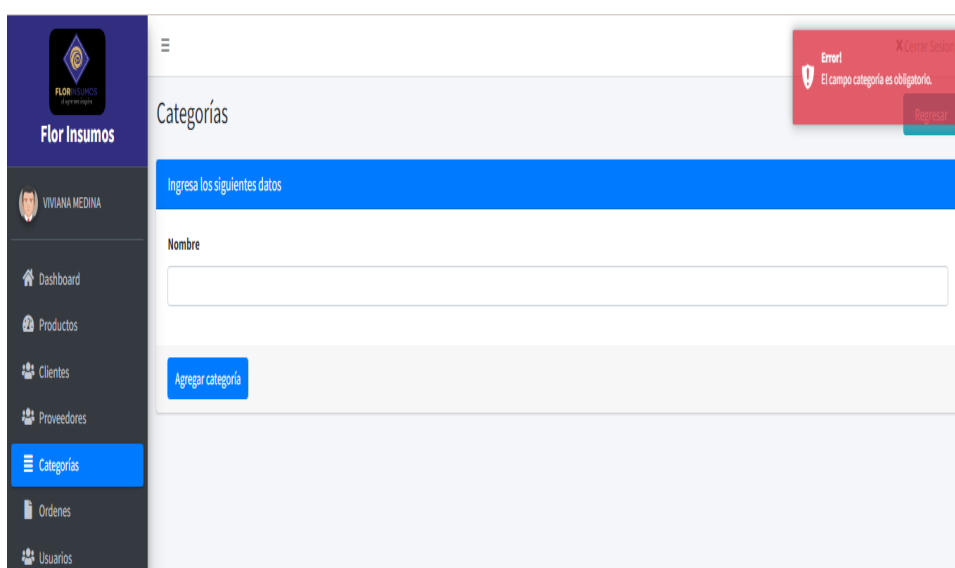 FLORINSUMOS
Flor Insumos
VIVIANA MEDINA
Dashboard
Productos
Clientes
Proveedores
Categorías
Ordenes
Usuarios
X Cerrar Sesion
Error!
El campo categoría es obligatorio.
Categorías
Regresar
Ingresa los siguientes datos
Nombre
Agregar categoría